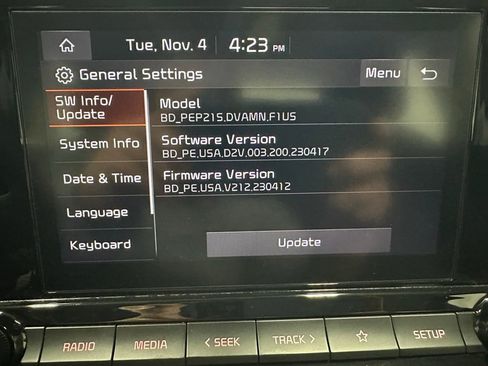 Tue, Nov. 4 4:23 PM
General Settings Menu
SW Info/
Update
System Info
Date & Time
Language
Keyboard
Model
BD_PEP21S.DVAMN.F1US
Software Version
BD_PE.USA.D2V.003.200.230417
Firmware Version
BD_PE.USA.V212.230412
Update
RADIO MEDIA < SEEK TRACK > SETUP